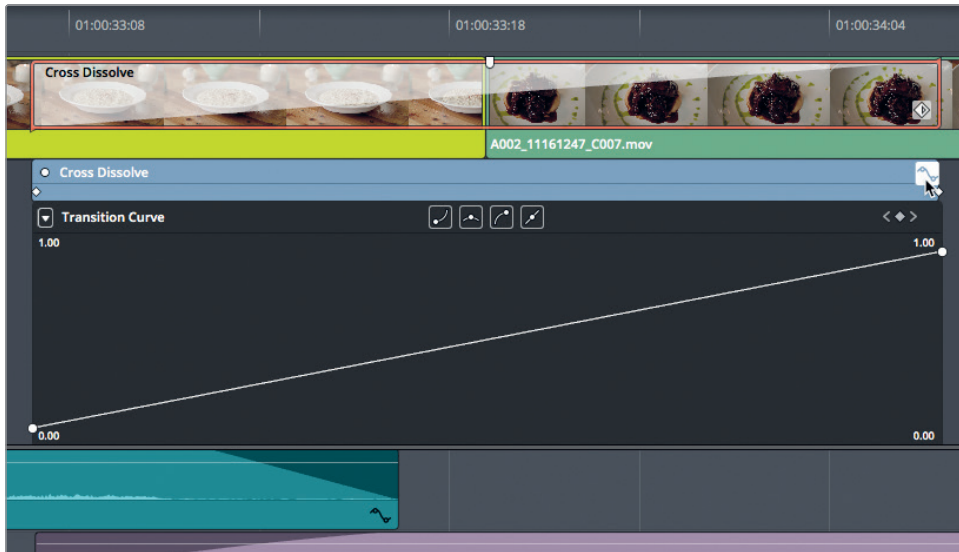 01:00:33:08
01:00:33:18
01:00:34:04
Cross Dissolve
A002_11161247_C007.mov
Cross Dissolve
Transition Curve
1.00
1.00
0.00
0.00